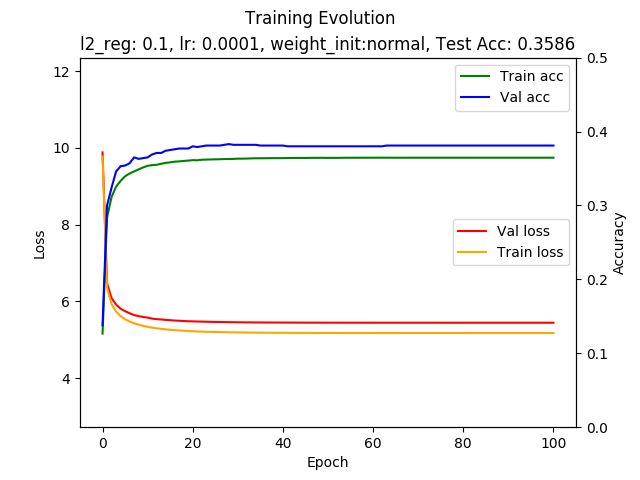 Training Evolution
l2_reg: 0.1, lr: 0.0001, weight_init:normal, Test Acc: 0.3586
12
10
8
6
4
Loss
0.5
0.4
0.3
0.2
0.1
0.0
Accuracy
Train acc
Val acc
Val loss
Train loss
0
20
40
60
80
100
Epoch